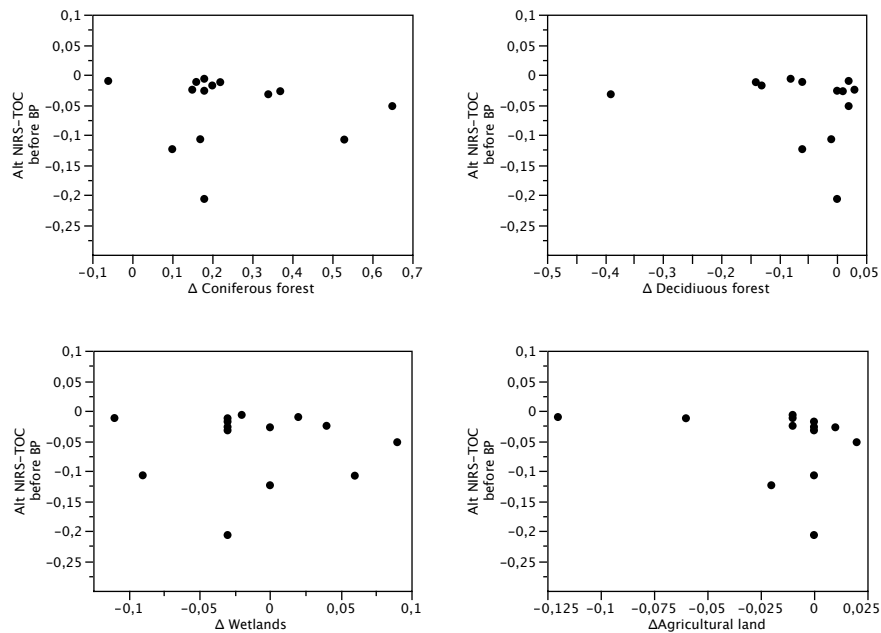 Alt NIRS–TOC
before BP
0,1
0,05
0
–0,05
–0,1
–0,15
–0,2
–0,25
–0,1 0 0,1 0,2 0,3 0,4 0,5 0,6 0,7
Δ Coniferous forest
Alt NIRS–TOC
before BP
0,1
0,05
0
–0,05
–0,1
–0,15
–0,2
–0,25
–0,5 –0,4 –0,3 –0,2 –0,1 0 0,05
Δ Decidiuous forest
Alt NIRS–TOC
before BP
0,1
0,05
0
–0,05
–0,1
–0,15
–0,2
–0,25
–0,1 –0,05 0 0,05 0,1
Δ Wetlands
Alt NIRS–TOC
before BP
0,1
0,05
0
–0,05
–0,1
–0,15
–0,2
–0,25
–0,125 –0,1 –0,075 –0,05 –0,025 0 0,025
ΔAgricultural land